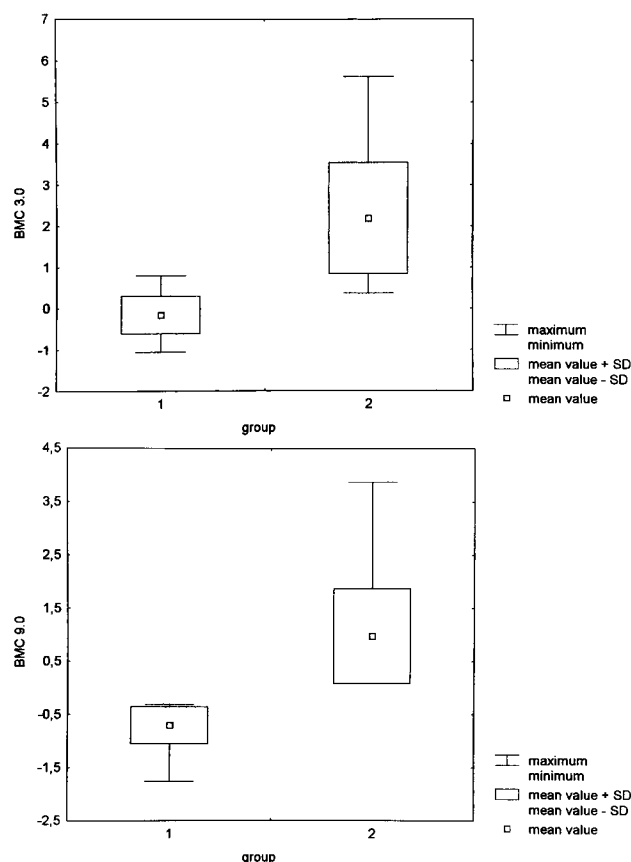 7
6
5
4
3
2
1
0
-1
-2
BMC 3.0
1 2
group
maximum
minimum
mean value + SD
mean value - SD
mean value
4,5
3,5
2,5
1,5
0,5
-0,5
-1,5
-2,5
BMC 9.0
1 2
group
maximum
minimum
mean value + SD
mean value - SD
mean value